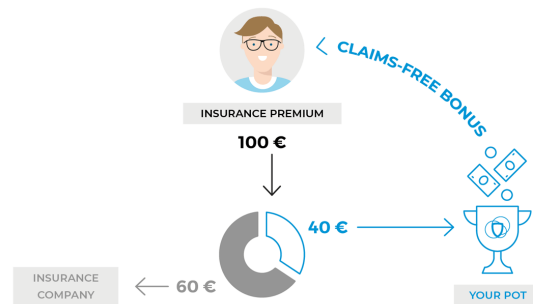 CLAIMS-FREE BONUS
INSURANCE PREMIUM
100 €
40 €
60 €
INSURANCE
COMPANY
YOUR POT